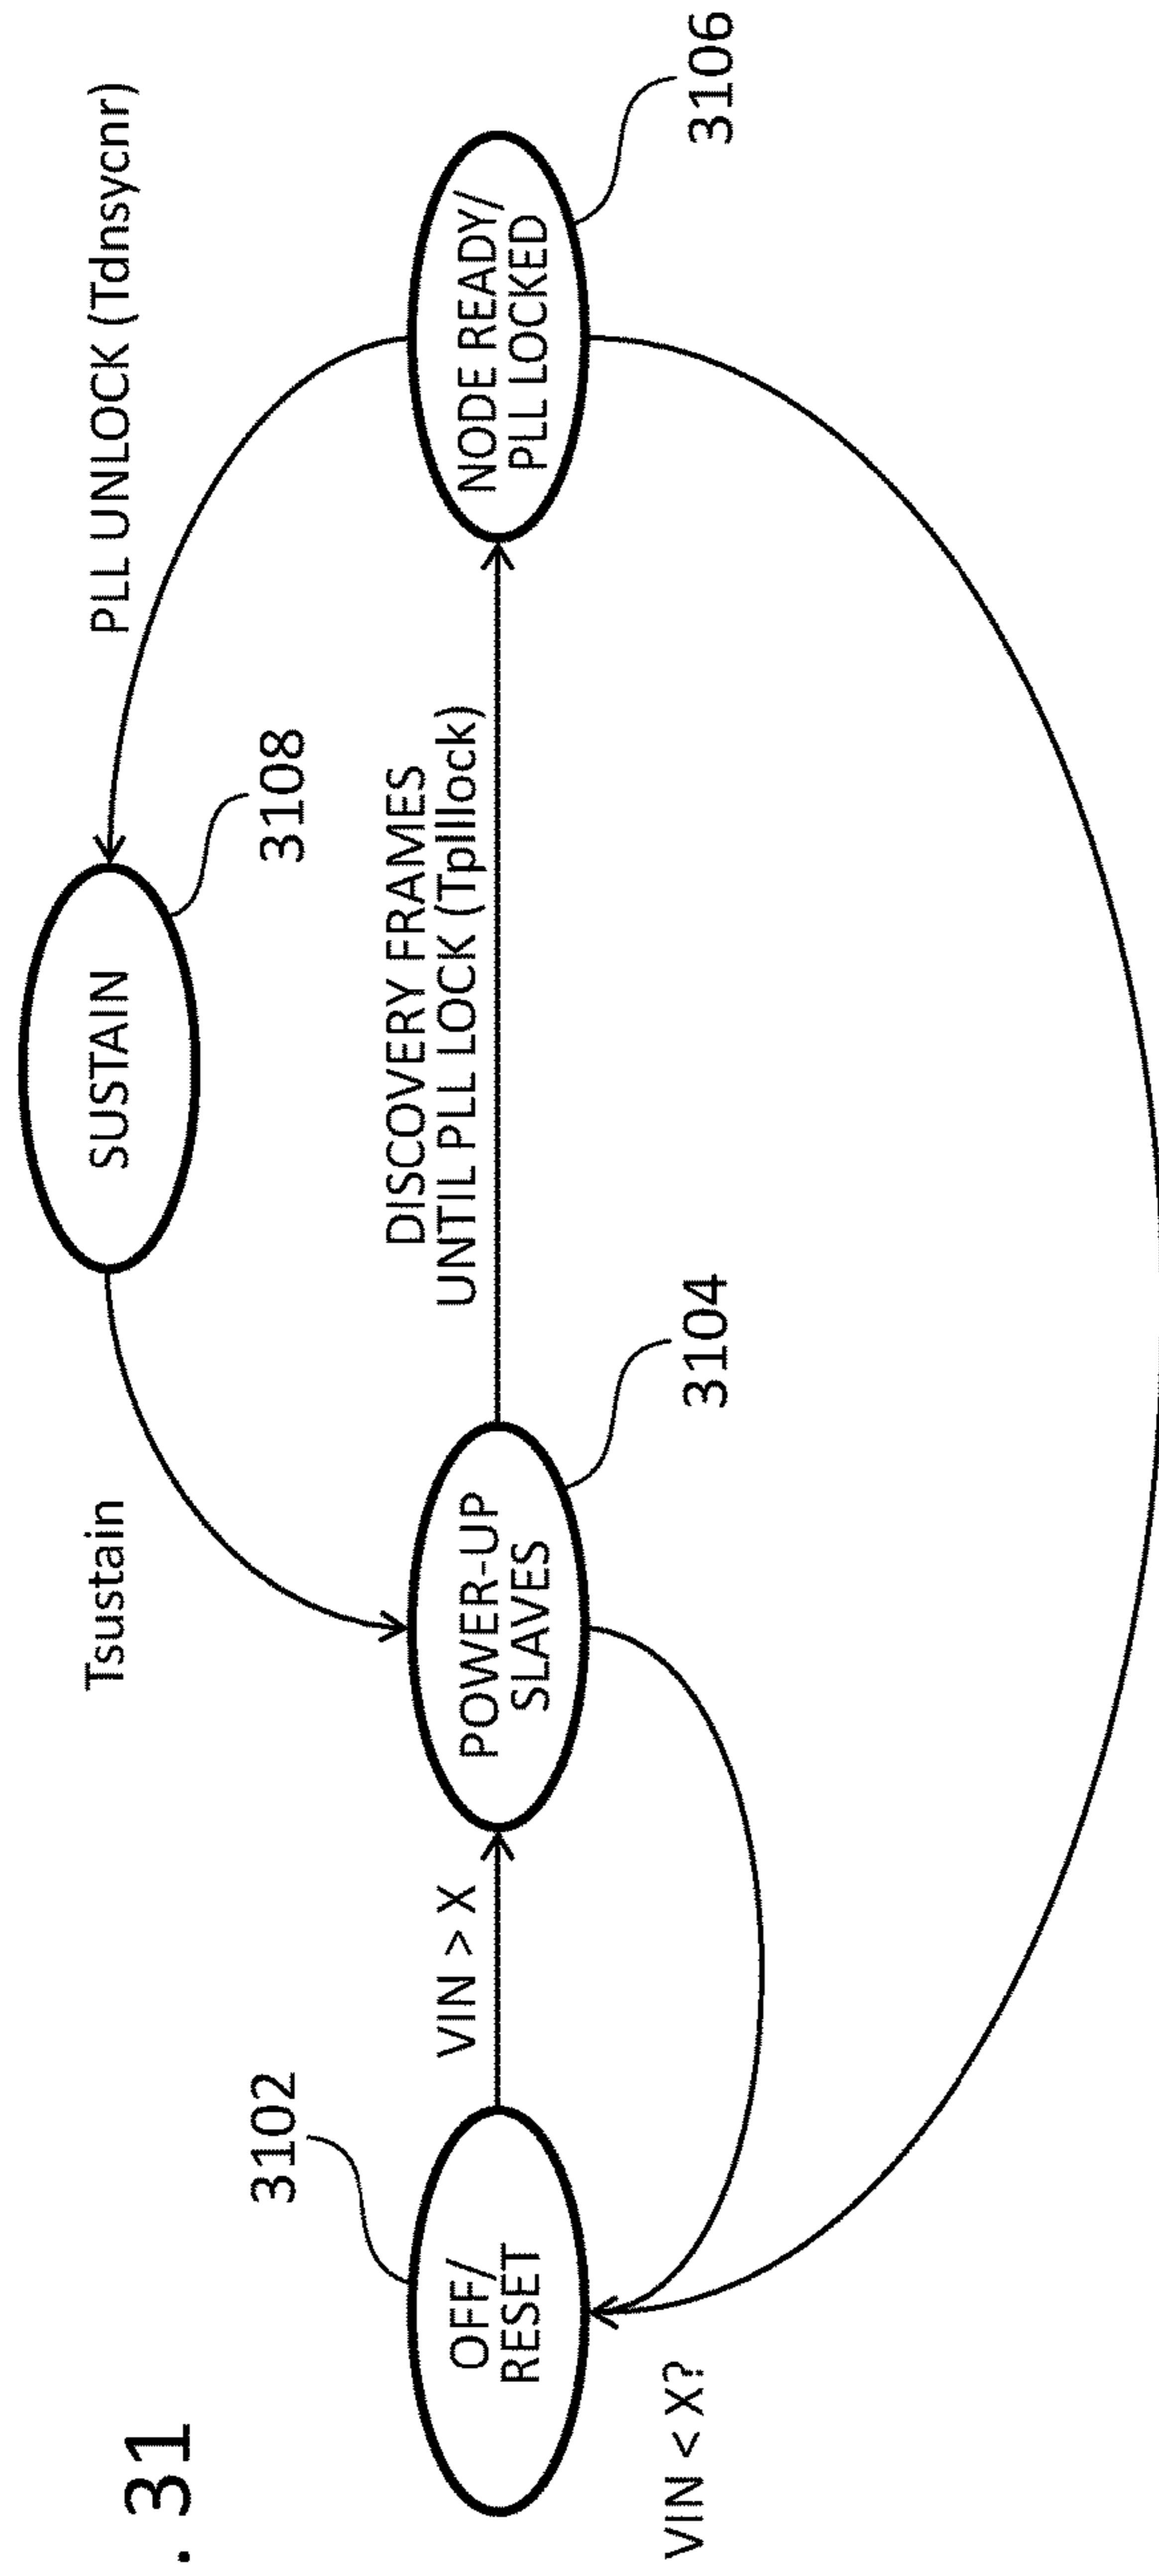 . 31
PLL UNLOCK (Tdnsycnr)
Tsustain
SUSTAIN
3108
3102
DISCOVERY FRAMES
UNTIL PLL LOCK (Tplllock)
VIN > X
OFF/
RESET
POWER-UP
SLAVES
NODE READY/
PLL LOCKED
3104
3106
VIN < X?